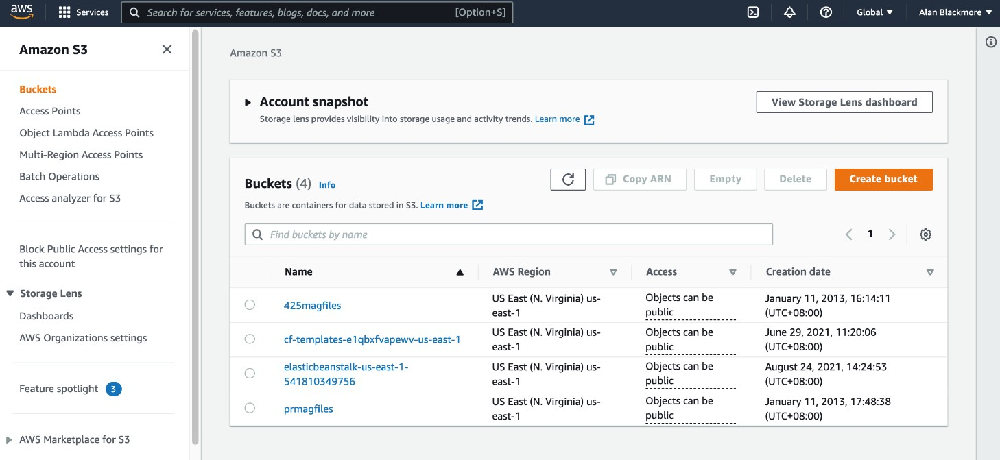 aws
Services
Search for services, features, blogs, docs, and more [Option+S]
Global
Alan Blackmore
Amazon S3
Buckets
Access Points
Object Lambda Access Points
Multi-Region Access Points
Batch Operations
Access analyzer for S3
Block Public Access settings for
this account
Storage Lens
Dashboards
AWS Organizations settings
Feature spotlight 3
AWS Marketplace for S3
Amazon S3
Account snapshot
Storage lens provides visibility into storage usage and activity trends. Learn more
View Storage Lens dashboard
Buckets (4) Info
Copy ARN
Empty
Delete
Create bucket
Buckets are containers for data stored in S3. Learn more
Find buckets by name
1
Name AWS Region Access Creation date
425magfiles
US East (N. Virginia) us-
east-1
Objects can be
public
January 11, 2013, 16:14:11
(UTC+08:00)
cf-templates-e1qbxfvapewv-us-east-1
US East (N. Virginia) us-
east-1
Objects can be
public
June 29, 2021, 11:20:06
(UTC+08:00)
elasticbeanstalk-us-east-1-
541810349756
US East (N. Virginia) us-
east-1
Objects can be
public
August 24, 2021, 14:24:53
(UTC+08:00)
prmagfiles
US East (N. Virginia) us-
east-1
Objects can be
public
January 11, 2013, 17:48:38
(UTC+08:00)